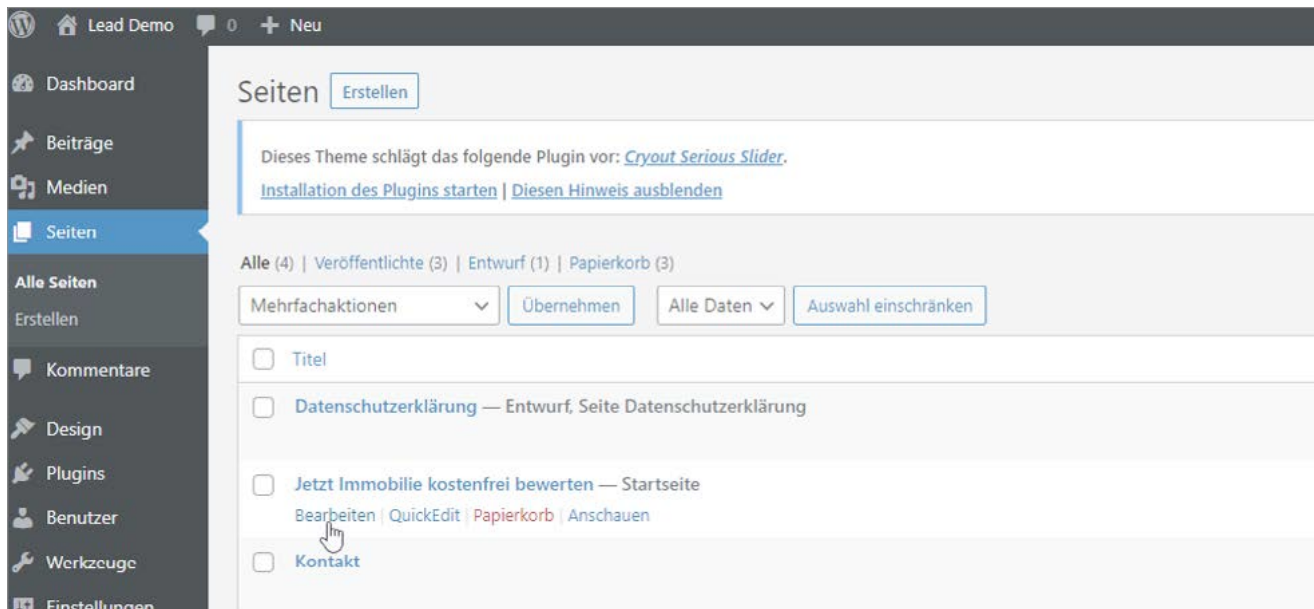 Lead Demo 0 Neu
Dashboard
Beiträge
Medien
Seiten
Alle Seiten
Erstellen
Kommentare
Design
Plugins
Benutzer
Werkzeuge
Einstellungen
Seiten Erstellen
Dieses Theme schlägt das folgende Plugin vor: Cryout Serious Slider.
Installation des Plugins starten | Diesen Hinweis ausblenden
Alle (4) | Veröffentlichte (3) | Entwurf (1) | Papierkorb (3)
Mehrfachaktionen Übernehmen Alle Daten Auswahl einschränken
Titel
Datenschutzerklärung — Entwurf, Seite Datenschutzerklärung
Jetzt Immobilie kostenfrei bewerten — Startseite
Bearbeiten | QuickEdit | Papierkorb | Anschauen
Kontakt